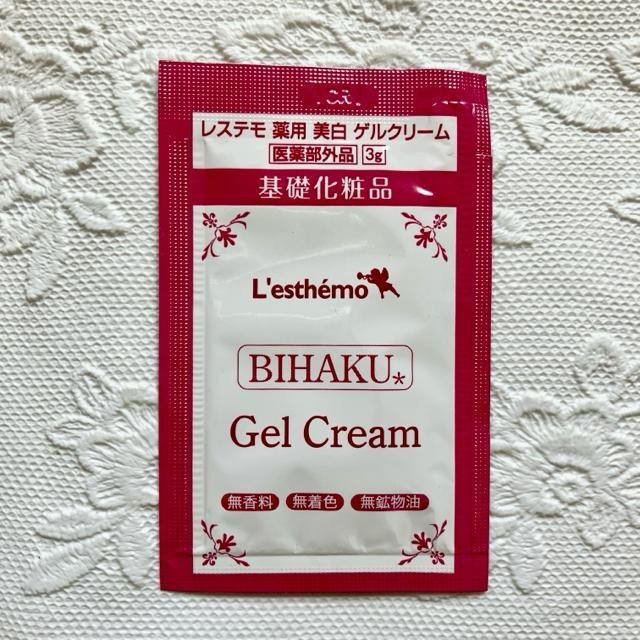 レステモ 薬用 美白 ゲルクリーム
医薬部外品 3g
基礎化粧品
L'esthémo
BIHAKU*
Gel Cream
無香料 無着色 無鉱物油